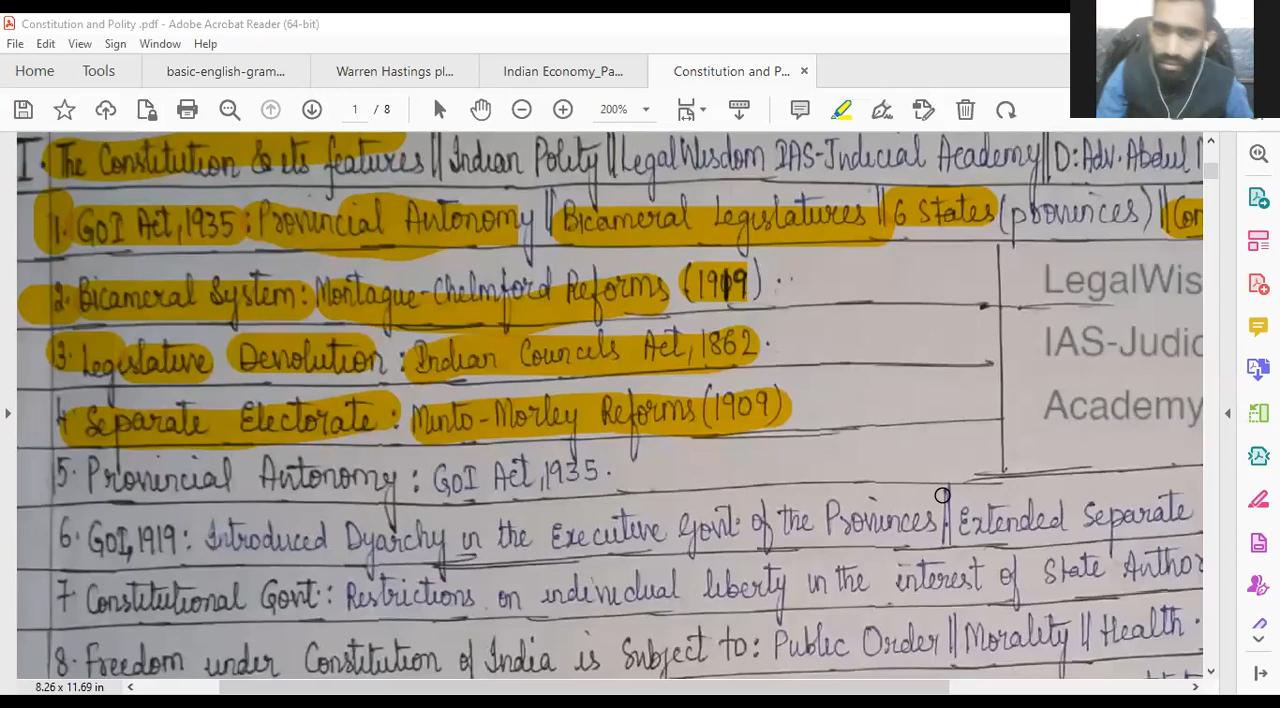 Constitution and Polity .pdf - Adobe Acrobat Reader (64-bit)
File Edit View Sign Window Help
Home Tools basic-english-gram... Warren Hastings pl... Indian Economy_Pa... Constitution and P... ×
1 / 8 200%
I. The Constitution & its features || Indian Polity || LegalWisdom IAS-Judicial Academy || D: Adv. Abdul
1. GOI Act, 1935: Provincial Autonomy || Bicameral Legislatures || 6 States (provinces) || Con
2. Bicameral System: Montague-Chelmford Reforms (1919)
3. Legislative Devolution: Indian Councels Act, 1862.
4. Separate Electorate: Minto-Morley Reforms (1909)
5. Provincial Autonomy: GOI Act, 1935.
LegalWis
IAS-Judic
Academy
6. GOI, 1919: Introduced Dyarchy in the Executive Govt. of the Provinces || Extended Separate
7. Constitutional Govt.: Restrictions on individual liberty in the interest of State Author
8. Freedom under Constitution of India is Subject to: Public Order || Morality || Health.
8.26 x 11.69 in